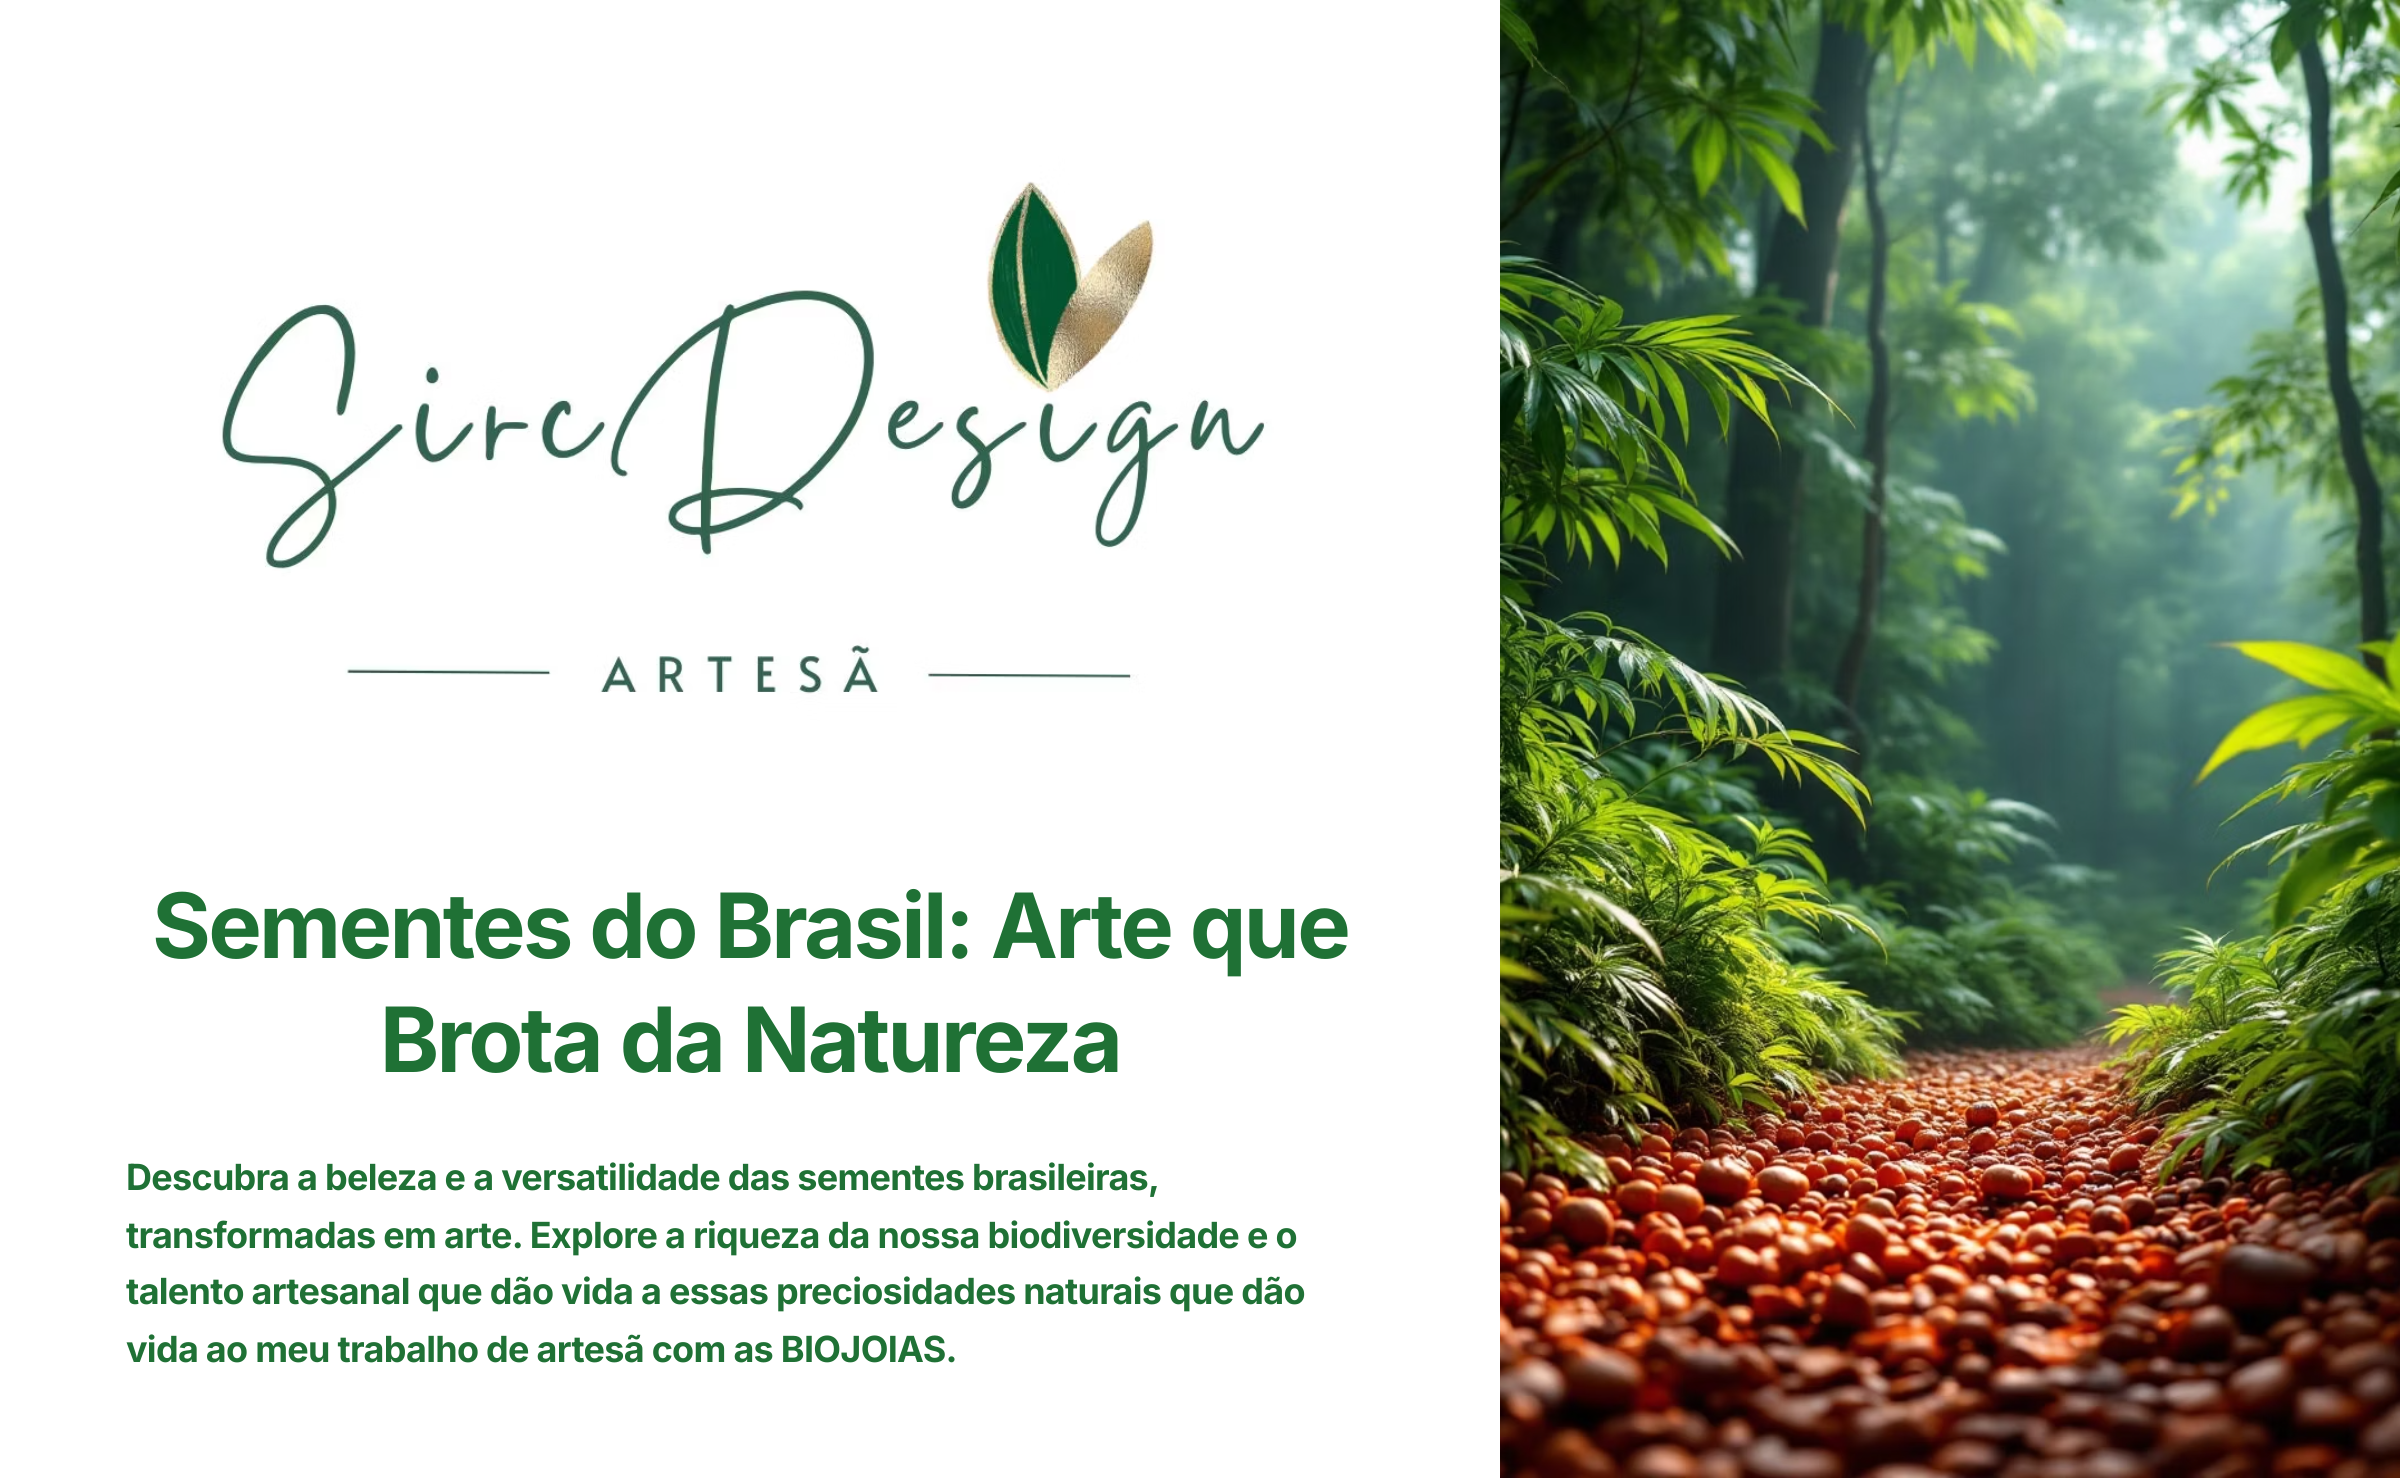 SircDesign
ARTESÃ
Sementes do Brasil: Arte que
Brota da Natureza
Descubra a beleza e a versatilidade das sementes brasileiras,
transformadas em arte. Explore a riqueza da nossa biodiversidade e o
talento artesanal que dão vida a essas preciosidades naturais que dão
vida ao meu trabalho de artesã com as BIOJOIAS.